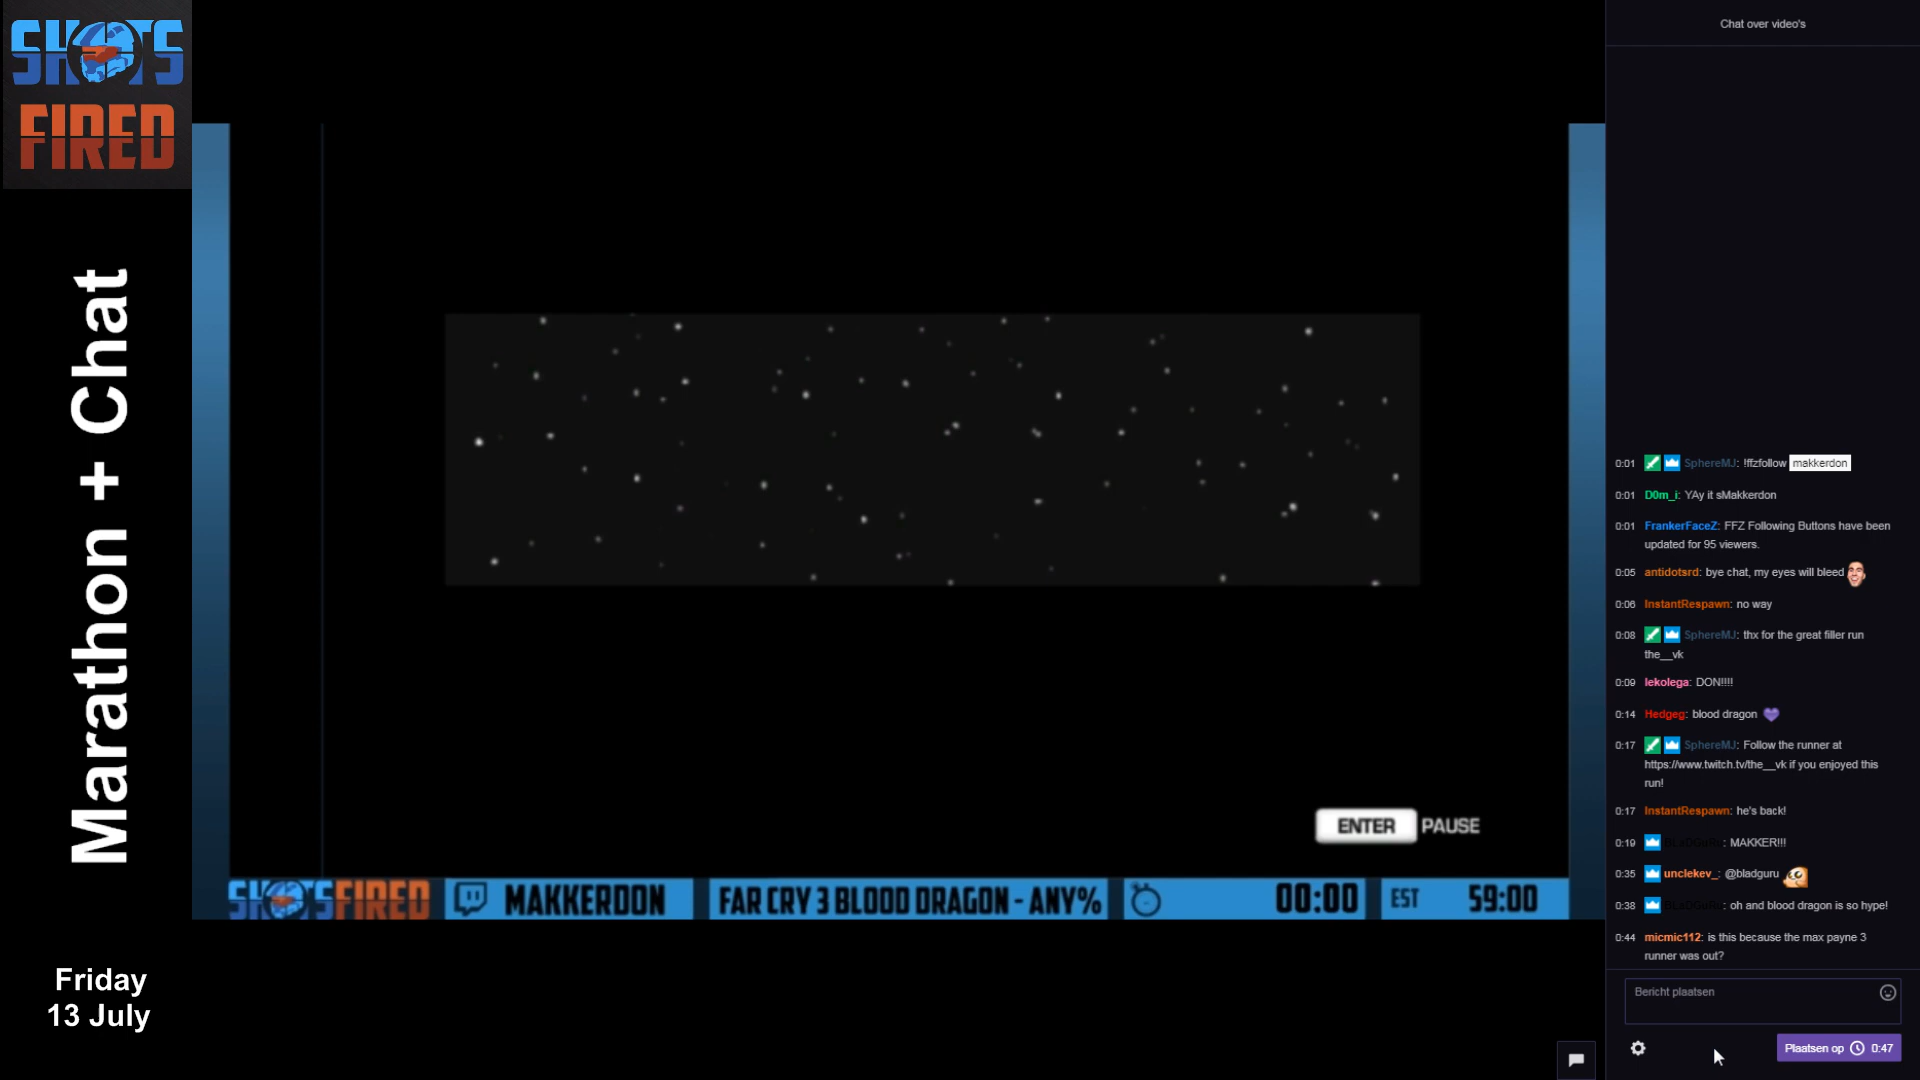 SHOTS
FIRED
Marathon + Chat
Friday
13 July
ENTER PAUSE
SHOTSFIRED
MAKKERDON
FAR CRY 3 BLOOD DRAGON - ANY%
00:00
EST 59:00
Chat over video's
0:01 SphereMJ: !ffzfollow makkerdon
0:01 D0m_i: YAy it sMakkerdon
0:01 FrankerFaceZ: FFZ Following Buttons have been
updated for 95 viewers.
0:05 antidotsrd: bye chat, my eyes will bleed
0:06 InstantRespawn: no way
0:08 SphereMJ: thx for the great filler run
the__vk
0:09 lekolega: DON!!!!
0:14 Hedgeg: blood dragon
0:17 SphereMJ: Follow the runner at
https://www.twitch.tv/the__vk if you enjoyed this
run!
0:17 InstantRespawn: he's back!
0:19 : MAKKER!!!
0:35 unclekev_: @bladguru
0:38 : oh and blood dragon is so hype!
0:44 micmic112: is this because the max payne 3
runner was out?
Bericht plaatsen
Plaatsen op 0:47